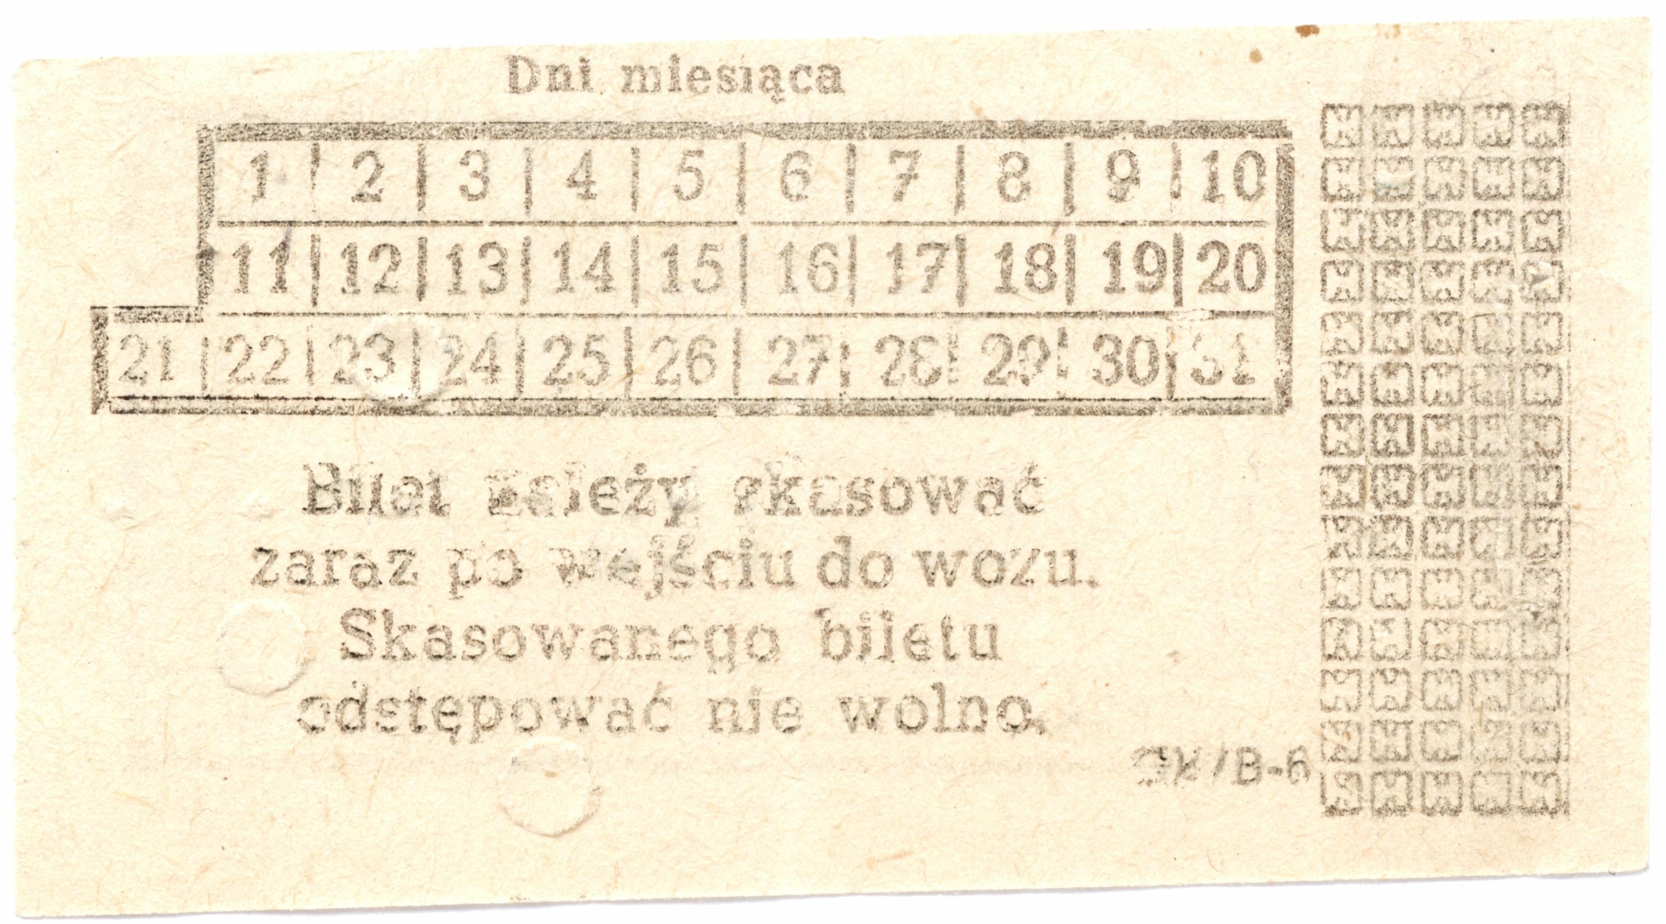 Dni miesiąca
1 2 3 4 5 6 7 8 9 10
11 12 13 14 15 16 17 18 19 20
21 22 23 24 25 26 27 28 29 30 31
Bilet należy skasować
zaraz po wejściu do wozu.
Skasowanego biletu
odstępować nie wolno.